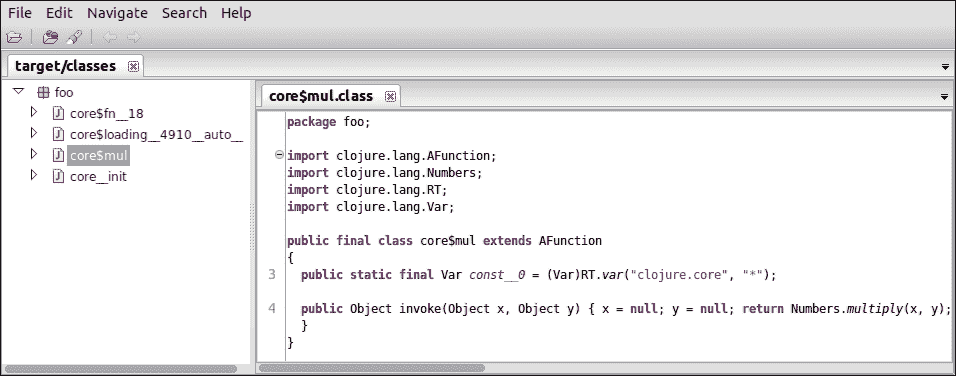 File Edit Navigate Search Help
target/classes
foo
core$fn__18
core$loading__4910__auto__
core$mul
core__init
core$mul.class
package foo;
import clojure.lang.AFunction;
import clojure.lang.Numbers;
import clojure.lang.RT;
import clojure.lang.Var;
public final class core$mul extends AFunction
{
3 public static final Var const__0 = (Var)RT.var("clojure.core", "*");
4 public Object invoke(Object x, Object y) { x = null; y = null; return Numbers.multiply(x, y);
}
}